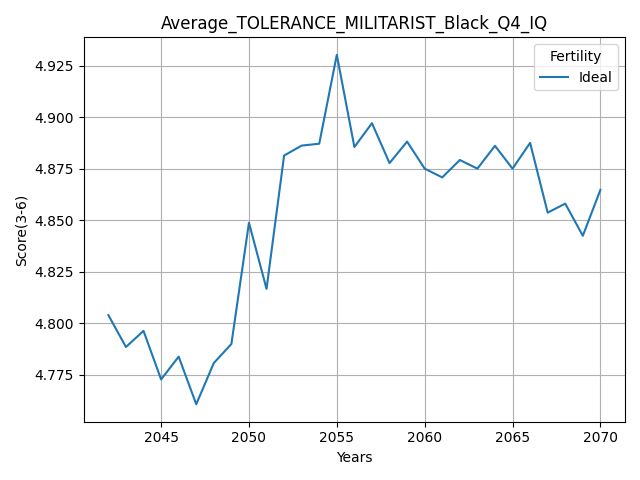 Average_TOLERANCE_MILITARIST_Black_Q4_IQ
Fertility
Ideal
4.925
4.900
4.875
4.850
4.825
4.800
4.775
Score(3-6)
2045 2050 2055 2060 2065 2070
Years